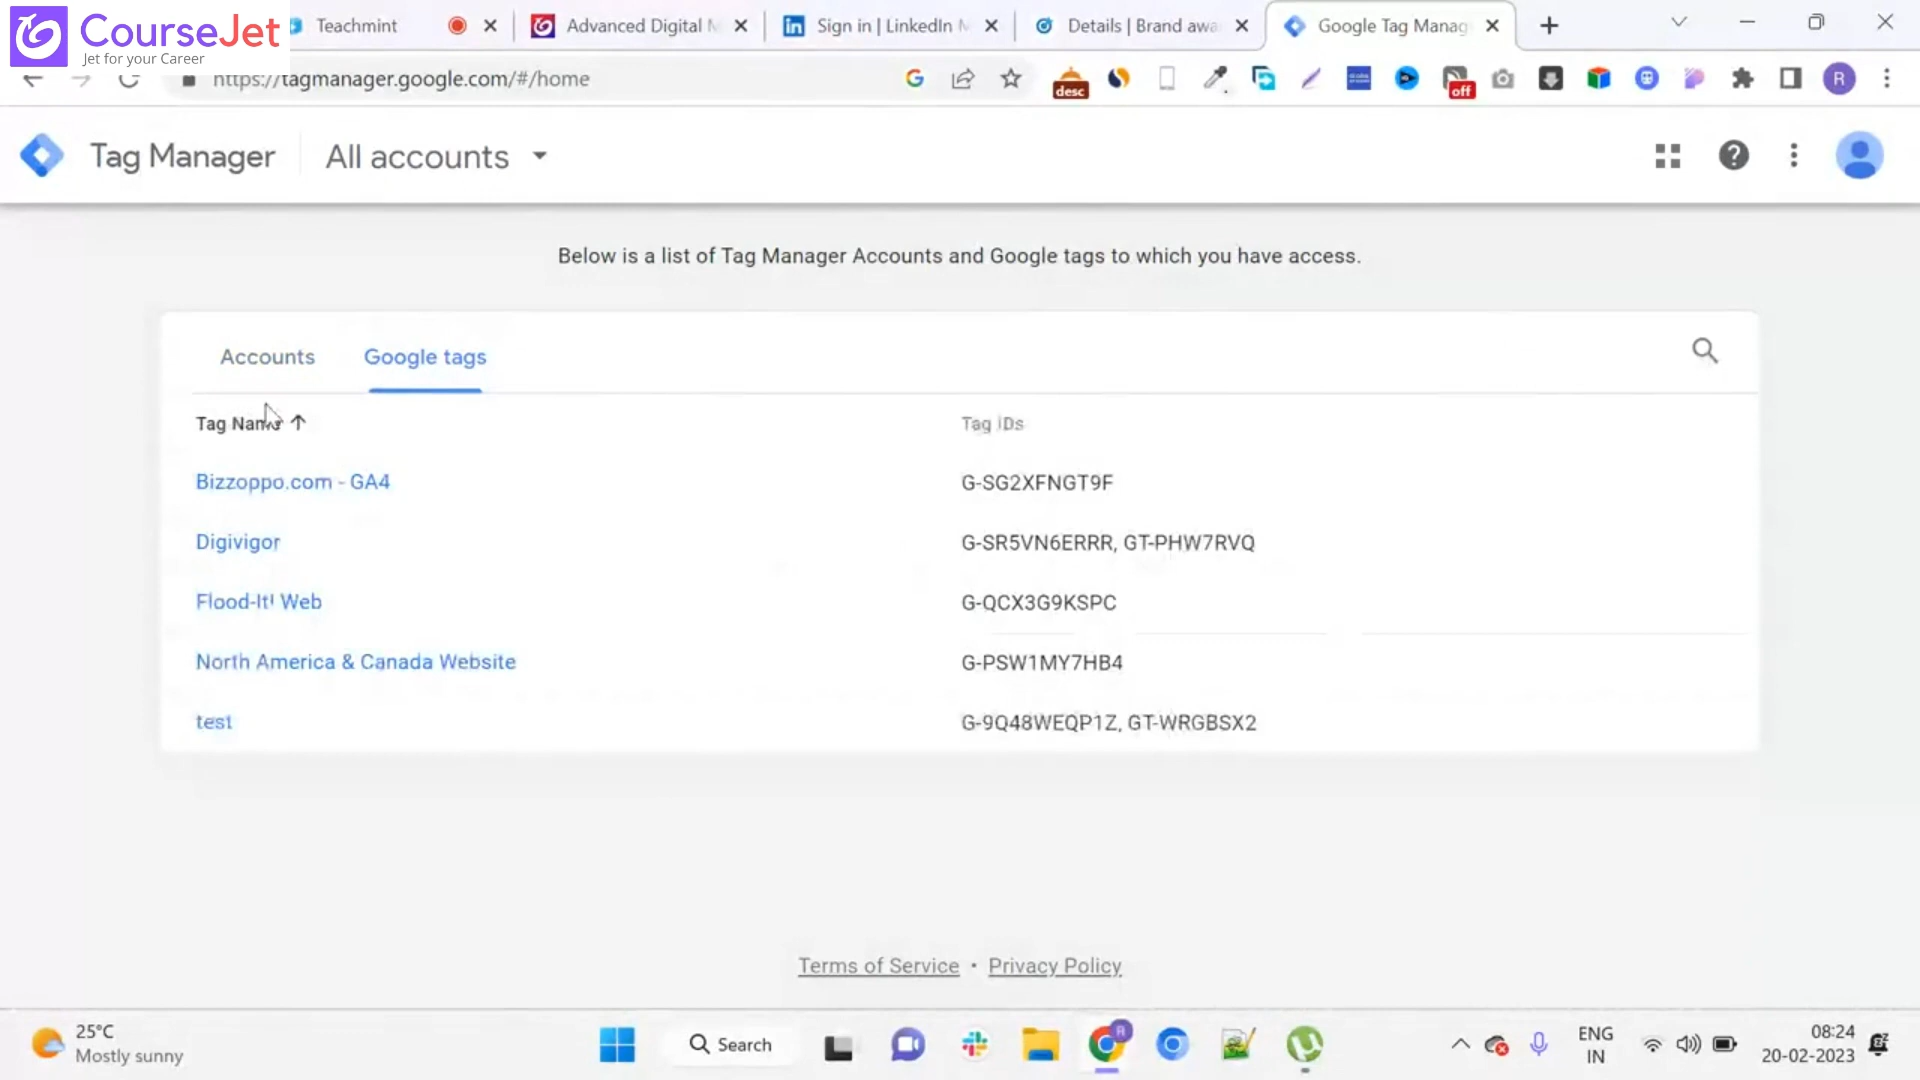 CourseJet
Jet for your Career
Teachmint
Advanced Digital M
Sign in | LinkedIn M
Details | Brand awa
Google Tag Manag
https://tagmanager.google.com/#/home
desc
off
R
Tag Manager
All accounts
Below is a list of Tag Manager Accounts and Google tags to which you have access.
Accounts
Google tags
Tag Name
Tag IDs
Bizzoppo.com - GA4
G-SG2XFNGT9F
Digivigor
G-SR5VN6ERRR, GT-PHW7RVQ
Flood-It! Web
G-QCX3G9KSPC
North America & Canada Website
G-PSW1MY7HB4
test
G-9Q48WEQP1Z, GT-WRGBSX2
Terms of Service • Privacy Policy
25°C
Mostly sunny
Search
R
ENG
IN
08:24
20-02-2023